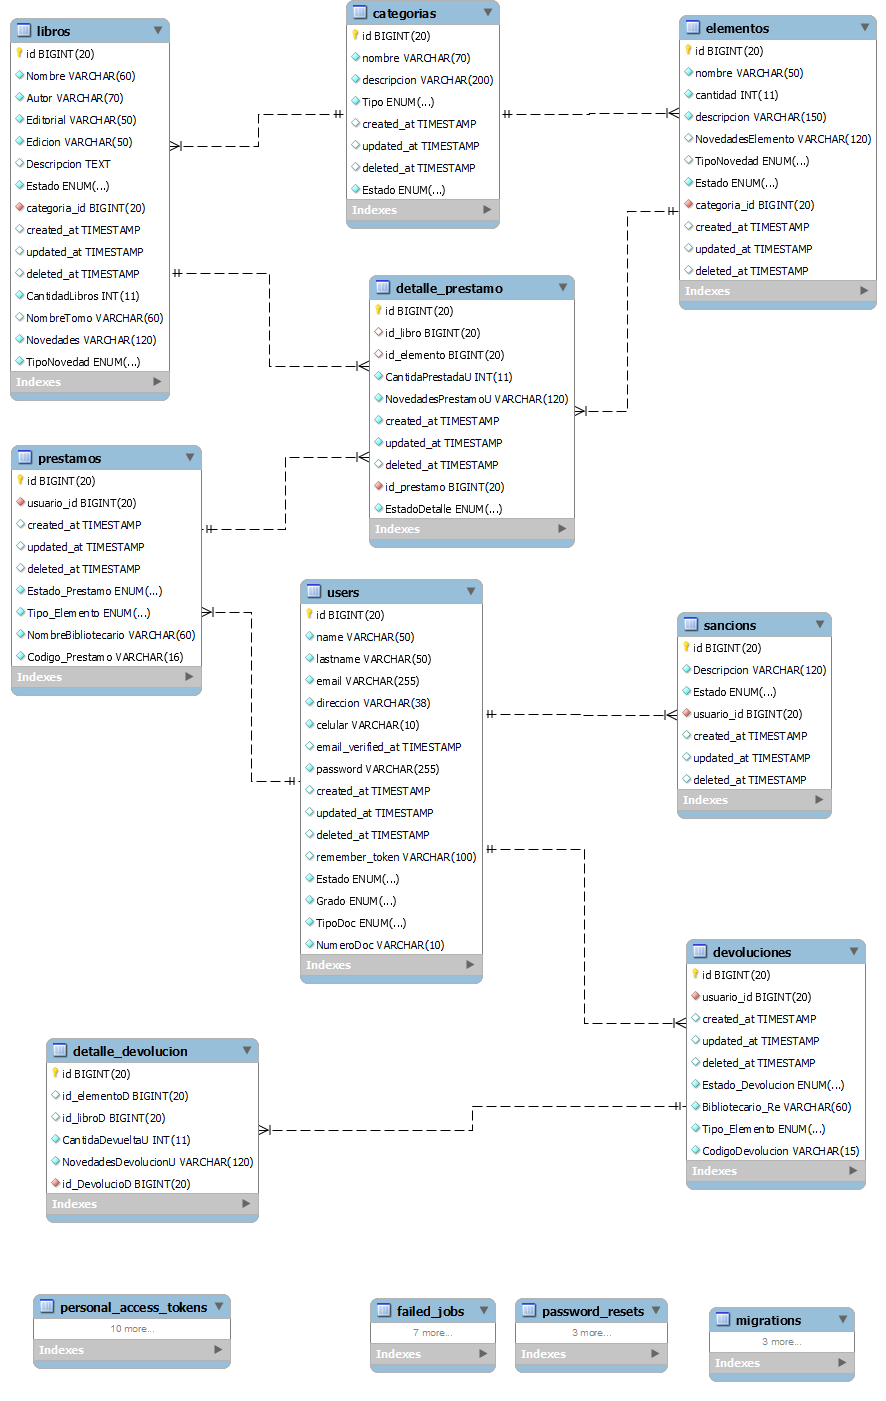 libros
id BIGINT(20)
Nombre VARCHAR(60)
Autor VARCHAR(70)
Editorial VARCHAR(50)
Edicion VARCHAR(50)
Descripcion TEXT
Estado ENUM(...)
categoria_id BIGINT(20)
created_at TIMESTAMP
updated_at TIMESTAMP
deleted_at TIMESTAMP
CantidadLibros INT(11)
NombreTomo VARCHAR(60)
Novedades VARCHAR(120)
TipoNovedad ENUM(...)
Indexes
categorias
id BIGINT(20)
nombre VARCHAR(70)
descripcion VARCHAR(200)
Tipo ENUM(...)
created_at TIMESTAMP
updated_at TIMESTAMP
deleted_at TIMESTAMP
Estado ENUM(...)
Indexes
elementos
id BIGINT(20)
nombre VARCHAR(50)
cantidad INT(11)
descripcion VARCHAR(150)
NovedadesElemento VARCHAR(120)
TipoNovedad ENUM(...)
Estado ENUM(...)
categoria_id BIGINT(20)
created_at TIMESTAMP
updated_at TIMESTAMP
deleted_at TIMESTAMP
Indexes
detalle_prestamo
id BIGINT(20)
id_libro BIGINT(20)
id_elemento BIGINT(20)
CantidaPrestadaU INT(11)
NovedadesPrestamoU VARCHAR(120)
created_at TIMESTAMP
updated_at TIMESTAMP
deleted_at TIMESTAMP
id_prestamo BIGINT(20)
EstadoDetalle ENUM(...)
Indexes
prestamos
id BIGINT(20)
usuario_id BIGINT(20)
created_at TIMESTAMP
updated_at TIMESTAMP
deleted_at TIMESTAMP
Estado_Prestamo ENUM(...)
Tipo_Elemento ENUM(...)
NombreBibliotecario VARCHAR(60)
Codigo_Prestamo VARCHAR(16)
Indexes
users
id BIGINT(20)
name VARCHAR(50)
lastname VARCHAR(50)
email VARCHAR(255)
direccion VARCHAR(38)
celular VARCHAR(10)
email_verified_at TIMESTAMP
password VARCHAR(255)
created_at TIMESTAMP
updated_at TIMESTAMP
deleted_at TIMESTAMP
remember_token VARCHAR(100)
Estado ENUM(...)
Grado ENUM(...)
TipoDoc ENUM(...)
NumeroDoc VARCHAR(10)
Indexes
sancions
id BIGINT(20)
Descripcion VARCHAR(120)
Estado ENUM(...)
usuario_id BIGINT(20)
created_at TIMESTAMP
updated_at TIMESTAMP
deleted_at TIMESTAMP
Indexes
devoluciones
id BIGINT(20)
usuario_id BIGINT(20)
created_at TIMESTAMP
updated_at TIMESTAMP
deleted_at TIMESTAMP
Estado_Devolucion ENUM(...)
Bibliotecario_Re VARCHAR(60)
Tipo_Elemento ENUM(...)
CodigoDevolucion VARCHAR(15)
Indexes
detalle_devolucion
id BIGINT(20)
id_elementoD BIGINT(20)
id_libroD BIGINT(20)
CantidaDevueltaU INT(11)
NovedadesDevolucionU VARCHAR(120)
id_DevolucioD BIGINT(20)
Indexes
personal_access_tokens
10 more...
Indexes
failed_jobs
7 more...
Indexes
password_resets
3 more...
Indexes
migrations
3 more...
Indexes